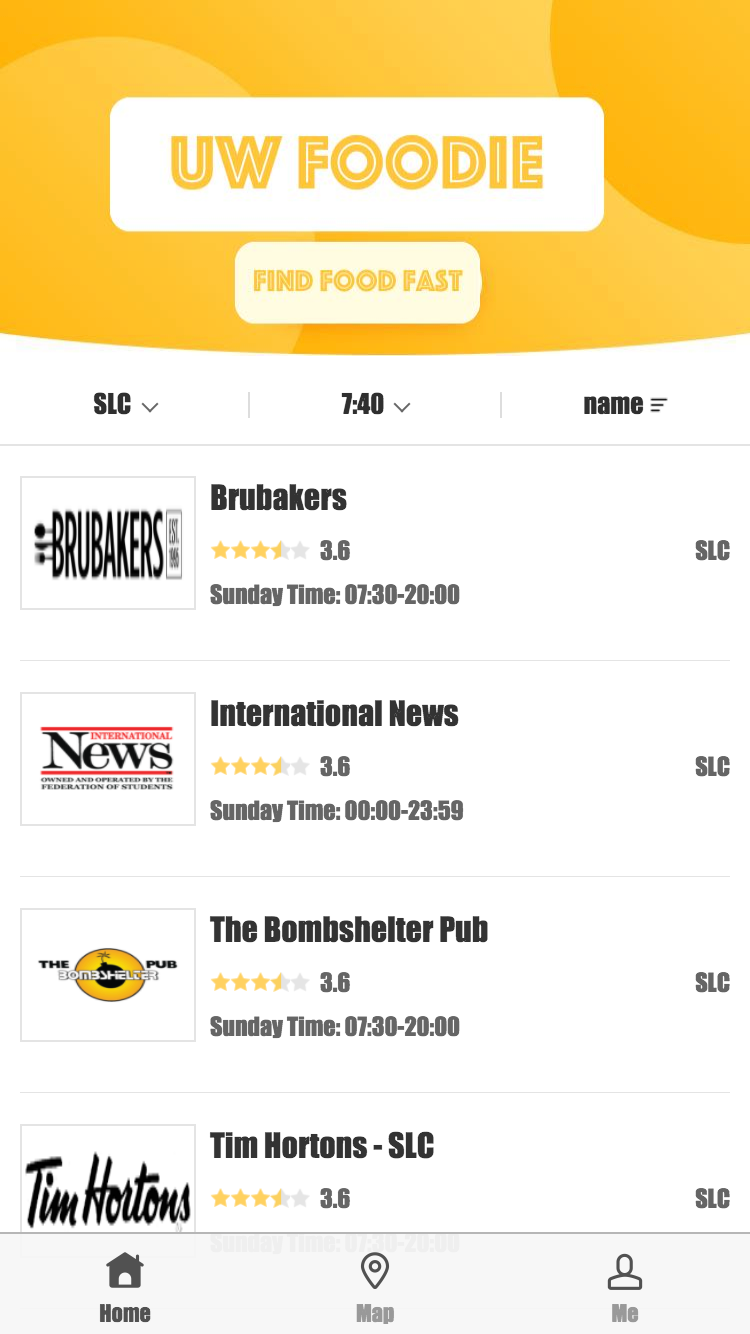 UW FOODIE
FIND FOOD FAST
SLC
7:40
name
BRUBAKERS
EST.
Brubakers
3.6
SLC
Sunday Time: 07:30-20:00
INTERNATIONAL
News
OWNED AND OPERATED BY THE
FEDERATION OF STUDENTS
International News
3.6
SLC
Sunday Time: 00:00-23:59
THE PUB
BOMBSHELTER
The Bombshelter Pub
3.6
SLC
Sunday Time: 07:30-20:00
Tim Hortons
Tim Hortons - SLC
3.6
SLC
Sunday Time: 07:30-20:00
Home
Map
Me